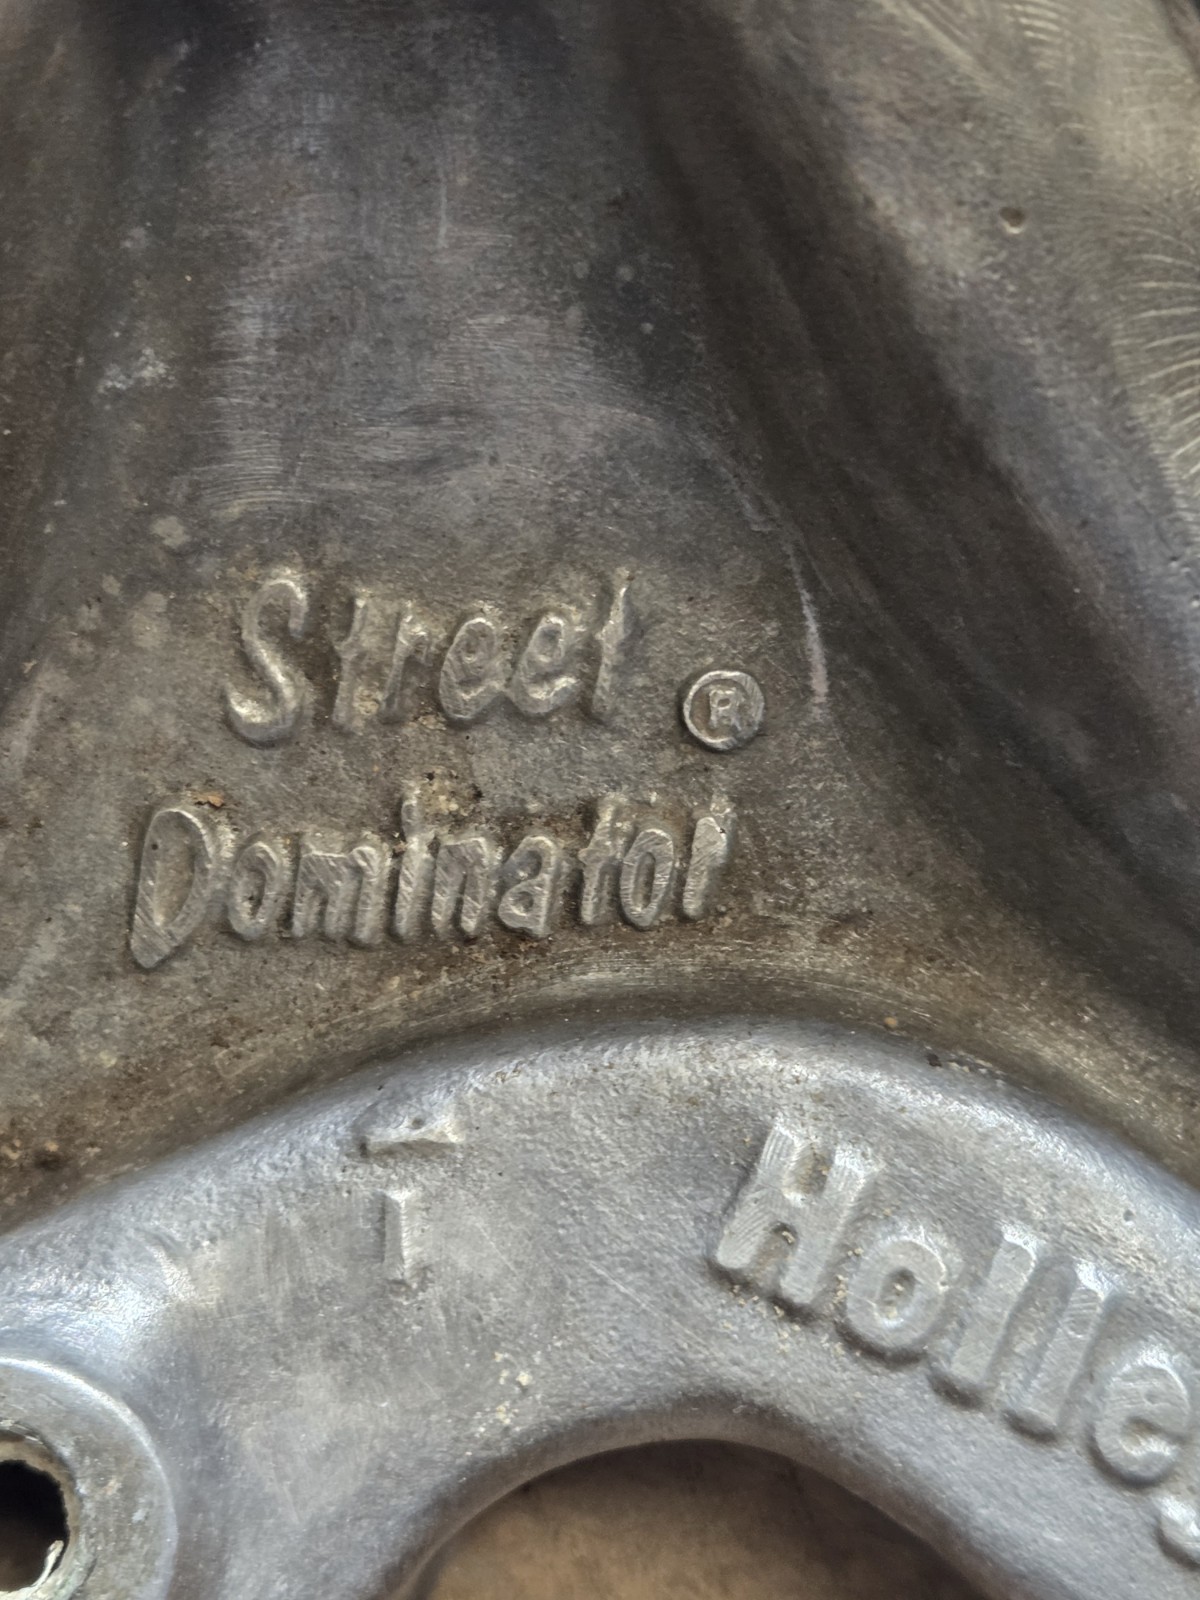 Street ®
Dominator
Holley